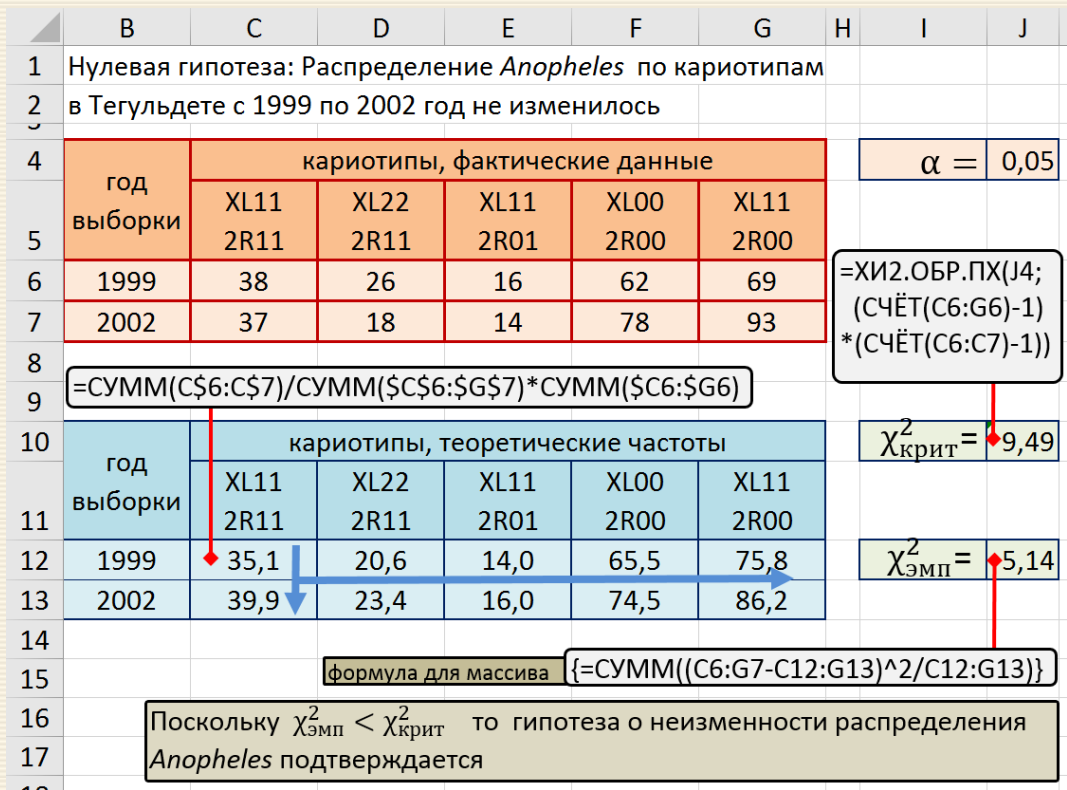 B C D E F G H I J
1 Нулевая гипотеза: Распределение Anopheles по кариотипам
2 в Тегульдете с 1999 по 2002 год не изменилось
4 год выборки кариотипы, фактические данные α = 0,05
5 XL11 2R11 XL22 2R11 XL11 2R01 XL00 2R00 XL11 2R00
6 1999 38 26 16 62 69
7 2002 37 18 14 78 93
=ХИ2.ОБР.ПХ(J4;
(СЧЁТ(C6:G6)-1)
*(СЧЁТ(C6:C7)-1))
8
9 =СУММ(C$6:C$7)/СУММ($C$6:$G$7)*СУММ($C6:$G6)
10 год выборки кариотипы, теоретические частоты χ²крит= 9,49
11 XL11 2R11 XL22 2R11 XL11 2R01 XL00 2R00 XL11 2R00
12 1999 35,1 20,6 14,0 65,5 75,8 χ²эмп= 5,14
13 2002 39,9 23,4 16,0 74,5 86,2
14
15 формула для массива {=СУММ((C6:G7-C12:G13)^2/C12:G13)}
16 Поскольку χ²эмп < χ²крит то гипотеза о неизменности распределения
17 Anopheles подтверждается